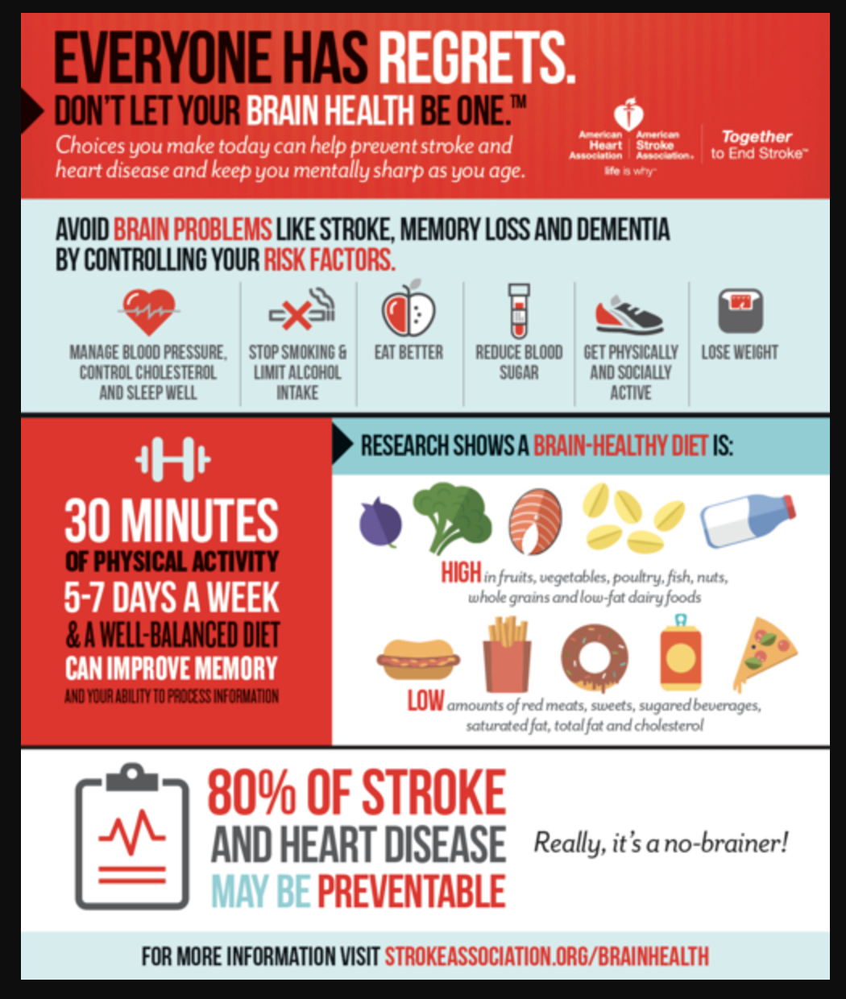 EVERYONE HAS REGRETS.
DON'T LET YOUR BRAIN HEALTH BE ONE.™
Choices you make today can help prevent stroke and
heart disease and keep you mentally sharp as you age.
American Heart Association
American Stroke Association®
life is why™
Together
to End Stroke™
AVOID BRAIN PROBLEMS LIKE STROKE, MEMORY LOSS AND DEMENTIA
BY CONTROLLING YOUR RISK FACTORS.
MANAGE BLOOD PRESSURE,
CONTROL CHOLESTEROL
AND SLEEP WELL
STOP SMOKING &
LIMIT ALCOHOL
INTAKE
EAT BETTER
REDUCE BLOOD
SUGAR
GET PHYSICALLY
AND SOCIALLY
ACTIVE
LOSE WEIGHT
30 MINUTES
OF PHYSICAL ACTIVITY
5-7 DAYS A WEEK
& A WELL-BALANCED DIET
CAN IMPROVE MEMORY
AND YOUR ABILITY TO PROCESS INFORMATION
RESEARCH SHOWS A BRAIN-HEALTHY DIET IS:
HIGH in fruits, vegetables, poultry, fish, nuts,
whole grains and low-fat dairy foods
LOW amounts of red meats, sweets, sugared beverages,
saturated fat, total fat and cholesterol
80% OF STROKE
AND HEART DISEASE
MAY BE PREVENTABLE
Really, it's a no-brainer!
FOR MORE INFORMATION VISIT STROKEASSOCIATION.ORG/BRAINHEALTH